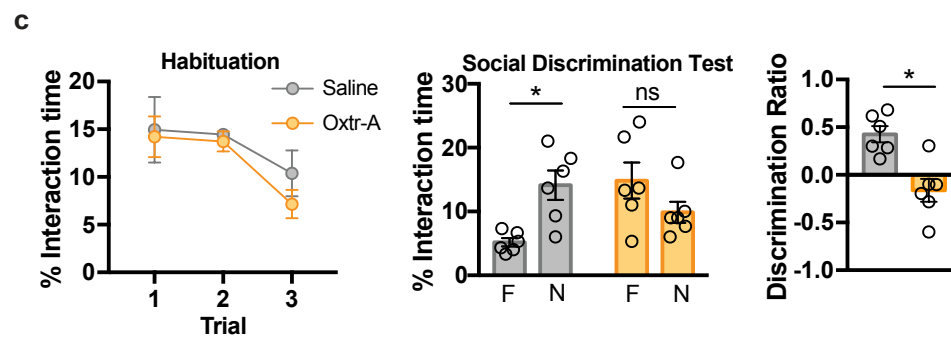 c
Habituation
% Interaction time
20
15
10
5
0
1 2 3
Trial
Saline
Oxtr-A
Social Discrimination Test
% Interaction time
30
20
10
0
* ns
F N F N
Discrimination Ratio
1.0
0.5
0.0
-0.5
-1.0
*